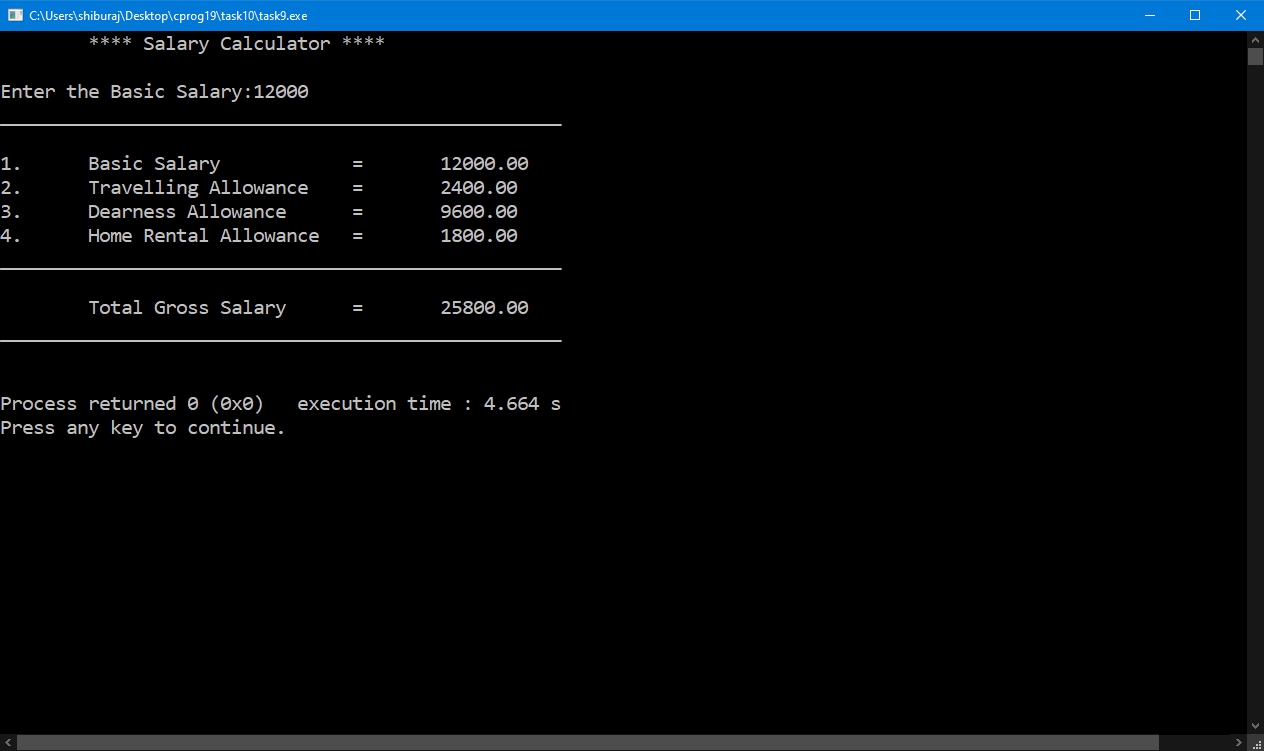 C:\Users\shiburaj\Desktop\cprog19\task10\task9.exe
**** Salary Calculator ****
Enter the Basic Salary:12000
1. Basic Salary = 12000.00
2. Travelling Allowance = 2400.00
3. Dearness Allowance = 9600.00
4. Home Rental Allowance = 1800.00
Total Gross Salary = 25800.00
Process returned 0 (0x0) execution time : 4.664 s
Press any key to continue.